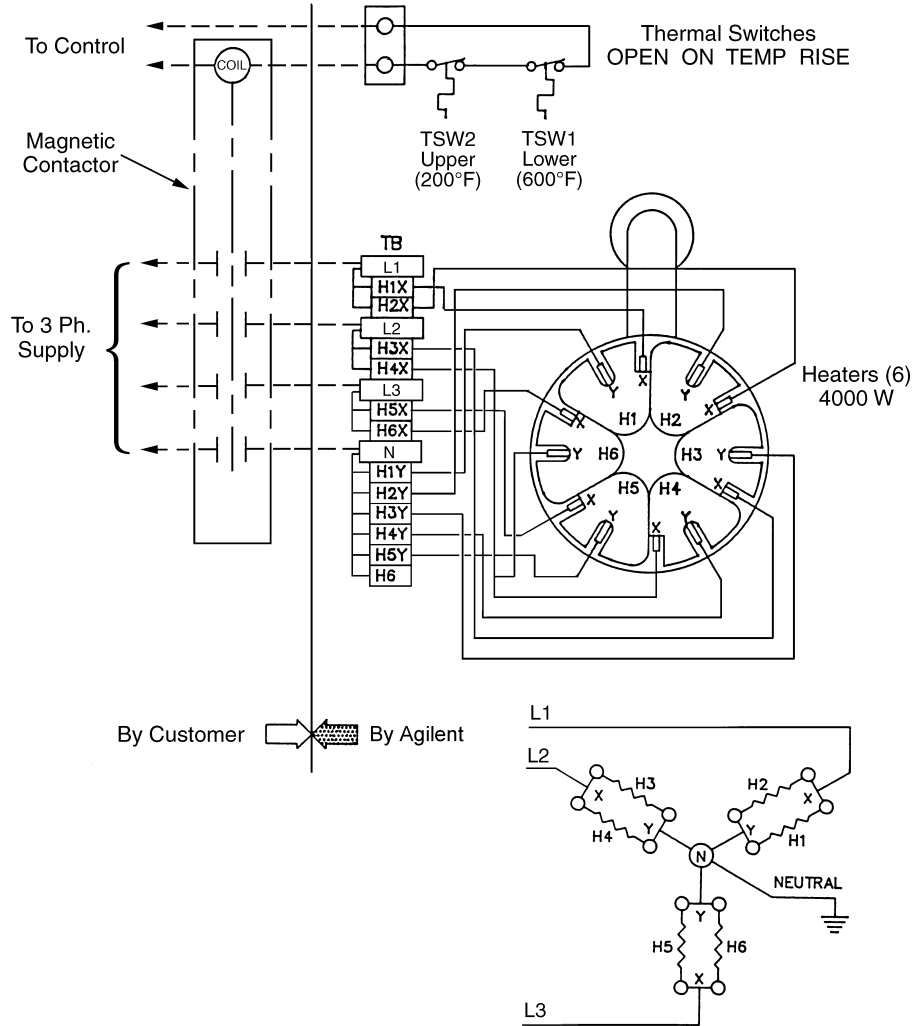 To Control
COIL
Thermal Switches
OPEN ON TEMP RISE
TSW2
Upper
(200°F)
TSW1
Lower
(600°F)
Magnetic
Contactor
To 3 Ph.
Supply
TB
L1
H1X
H2X
L2
H3X
H4X
L3
H5X
H6X
N
H1Y
H2Y
H3Y
H4Y
H5Y
H6
Heaters (6)
4000 W
Y
X
Y
X
X
H1
H2
Y
H6
H3
Y
H5
H4
X
X
Y
X
Y
By Customer
By Agilent
L1
L2
H3
X
H4
Y
H2
X
Y
H1
N
NEUTRAL
Y
H5
H6
X
L3